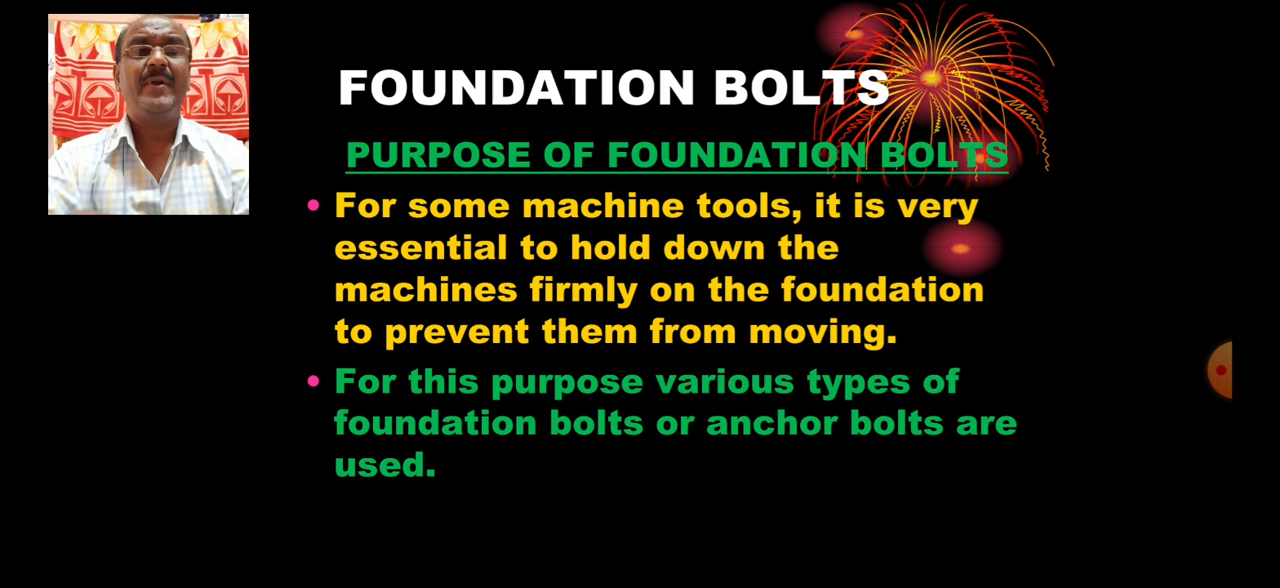 FOUNDATION BOLTS
PURPOSE OF FOUNDATION BOLTS
• For some machine tools, it is very
essential to hold down the
machines firmly on the foundation
to prevent them from moving.
• For this purpose various types of
foundation bolts or anchor bolts are
used.